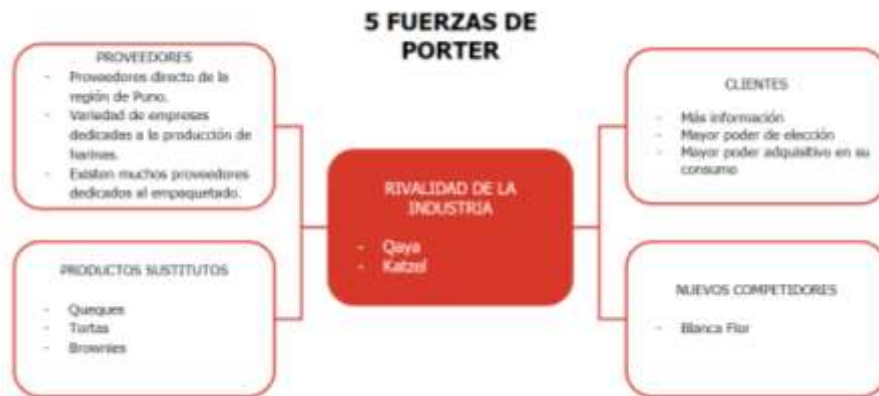 5 FUERZAS DE
PORTER
PROVEEDORES
- Proveedores directo de la
región de Puno.
- Variedad de empresas
dedicadas a la producción de
harinas.
- Existen muchos proveedores
dedicados al empaquetado.
CLIENTES
- Más información
- Mayor poder de elección
- Mayor poder adquisitivo en su
consumo
RIVALIDAD DE LA
INDUSTRIA
- Qaya
- Katzel
PRODUCTOS SUSTITUTOS
- Queques
- Tortas
- Brownies
NUEVOS COMPETIDORES
- Blanca Flor